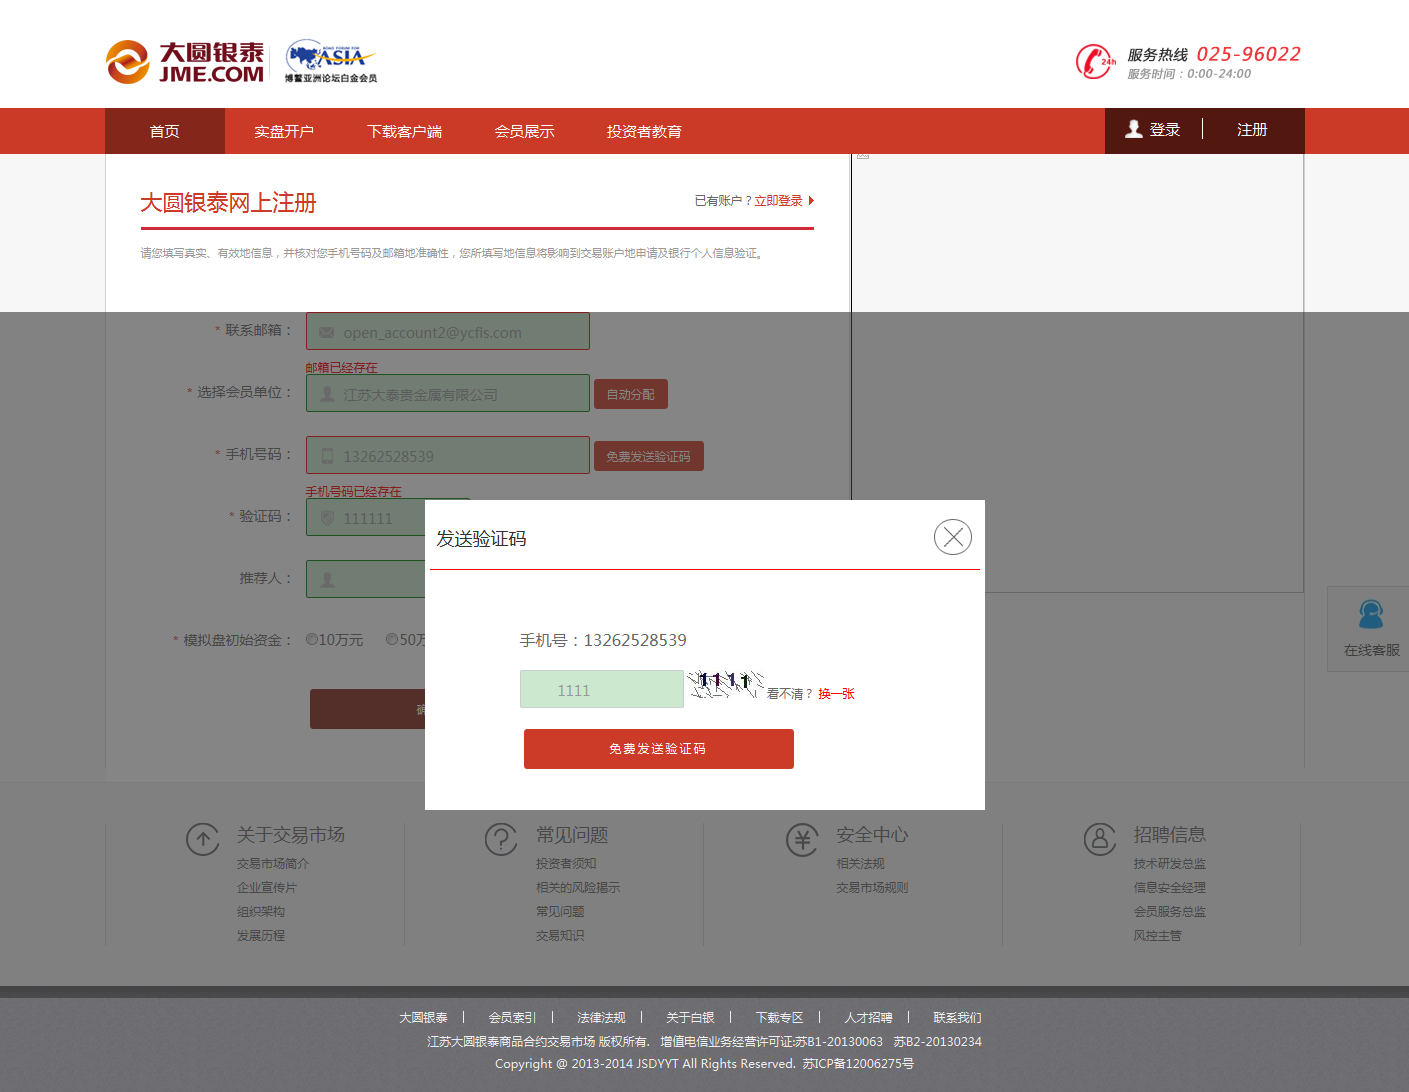 大圆银泰
JME.COM
BOAO FORUM FOR
ASIA
博鳌亚洲论坛白金会员
24h
服务热线 025-96022
服务时间：0:00-24:00
首页 实盘开户 下载客户端 会员展示 投资者教育 登录 注册
大圆银泰网上注册
已有账户？立即登录
请您填写真实、有效地信息，并核对您手机号码及邮箱地准确性，您所填写地信息将影响到交易账户地申请及银行个人信息验证。
* 联系邮箱： open_account2@ycfis.com
邮箱已经存在
* 选择会员单位： 江苏大泰贵金属有限公司 自动分配
* 手机号码： 13262528539 免费发送验证码
手机号码已经存在
* 验证码： 111111
发送验证码
推荐人：
* 模拟盘初始资金： 10万元 50万
手机号：13262528539
在线客服
1111 1111 看不清？ 换一张
确
免费发送验证码
关于交易市场
交易市场简介
企业宣传片
组织架构
发展历程
常见问题
投资者须知
相关的风险揭示
常见问题
交易知识
安全中心
相关法规
交易市场规则
招聘信息
技术研发总监
信息安全经理
会员服务总监
风控主管
大圆银泰 | 会员索引 | 法律法规 | 关于白银 | 下载专区 | 人才招聘 | 联系我们
江苏大圆银泰商品合约交易市场 版权所有. 增值电信业务经营许可证:苏B1-20130063 苏B2-20130234
Copyright @ 2013-2014 JSDYYT All Rights Reserved. 苏ICP备12006275号